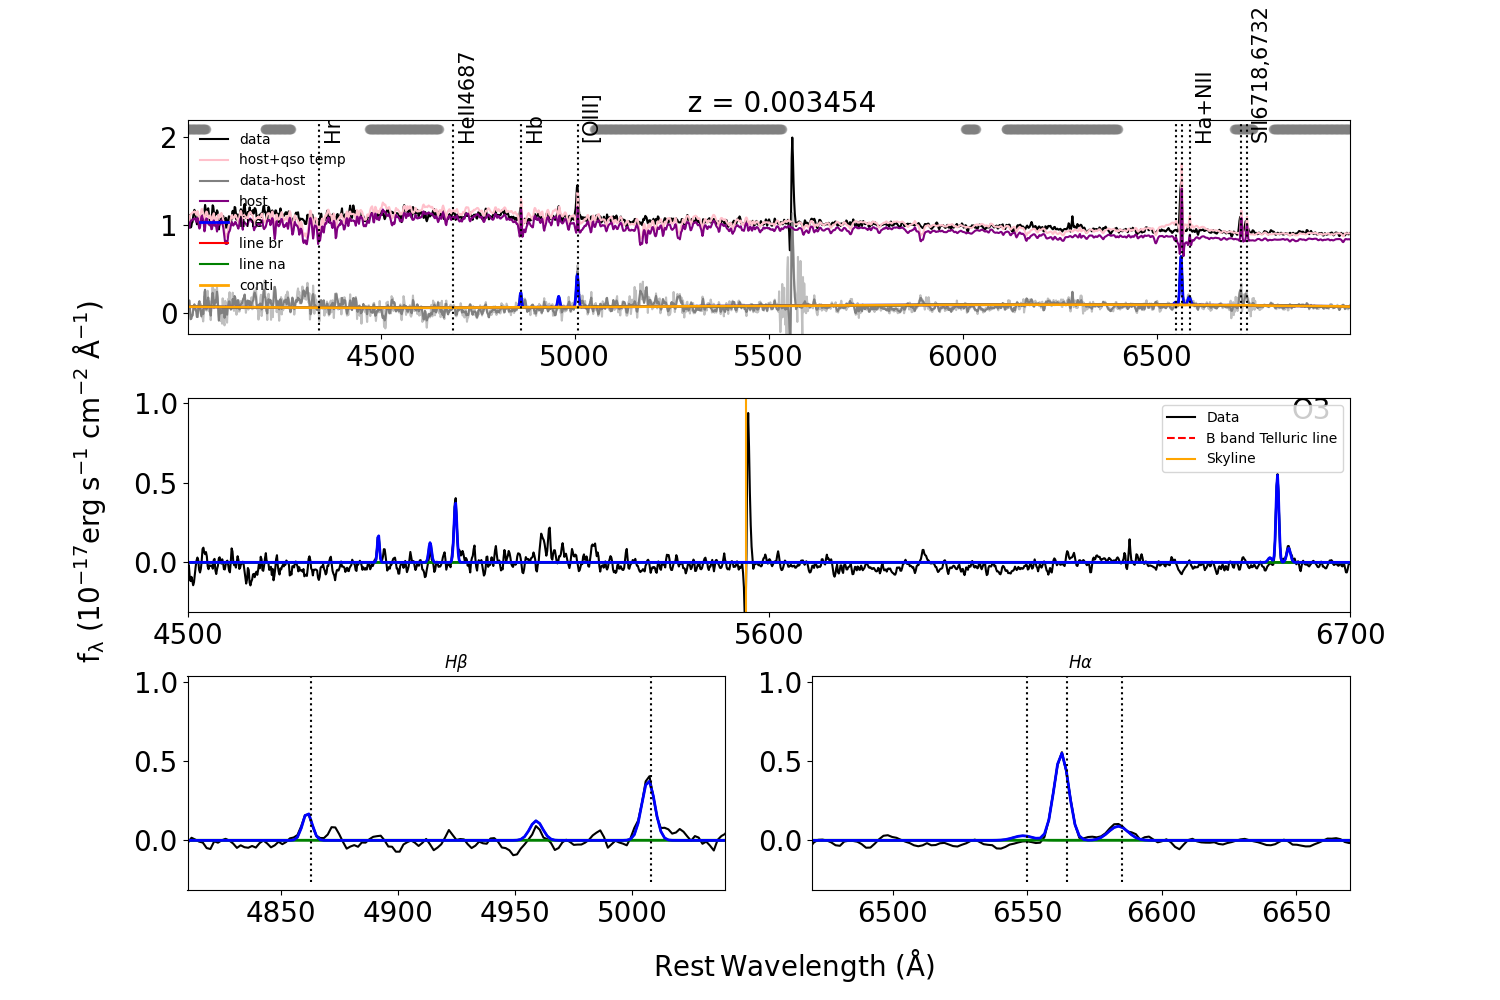 z = 0.003454
Hr
HeII4687
Hb
[OIII]
Ha+NII
SII6718,6732
data
host+qso temp
data-host
host
line br
line na
conti
2
1
0
4500 5000 5500 6000 6500
fλ (10⁻¹⁷erg s⁻¹ cm⁻² Å⁻¹)
O3
Data
B band Telluric line
Skyline
1.0
0.5
0.0
4500 5600 6700
Hβ
1.0
0.5
0.0
4850 4900 4950 5000
Hα
1.0
0.5
0.0
6500 6550 6600 6650
Rest Wavelength (Å)